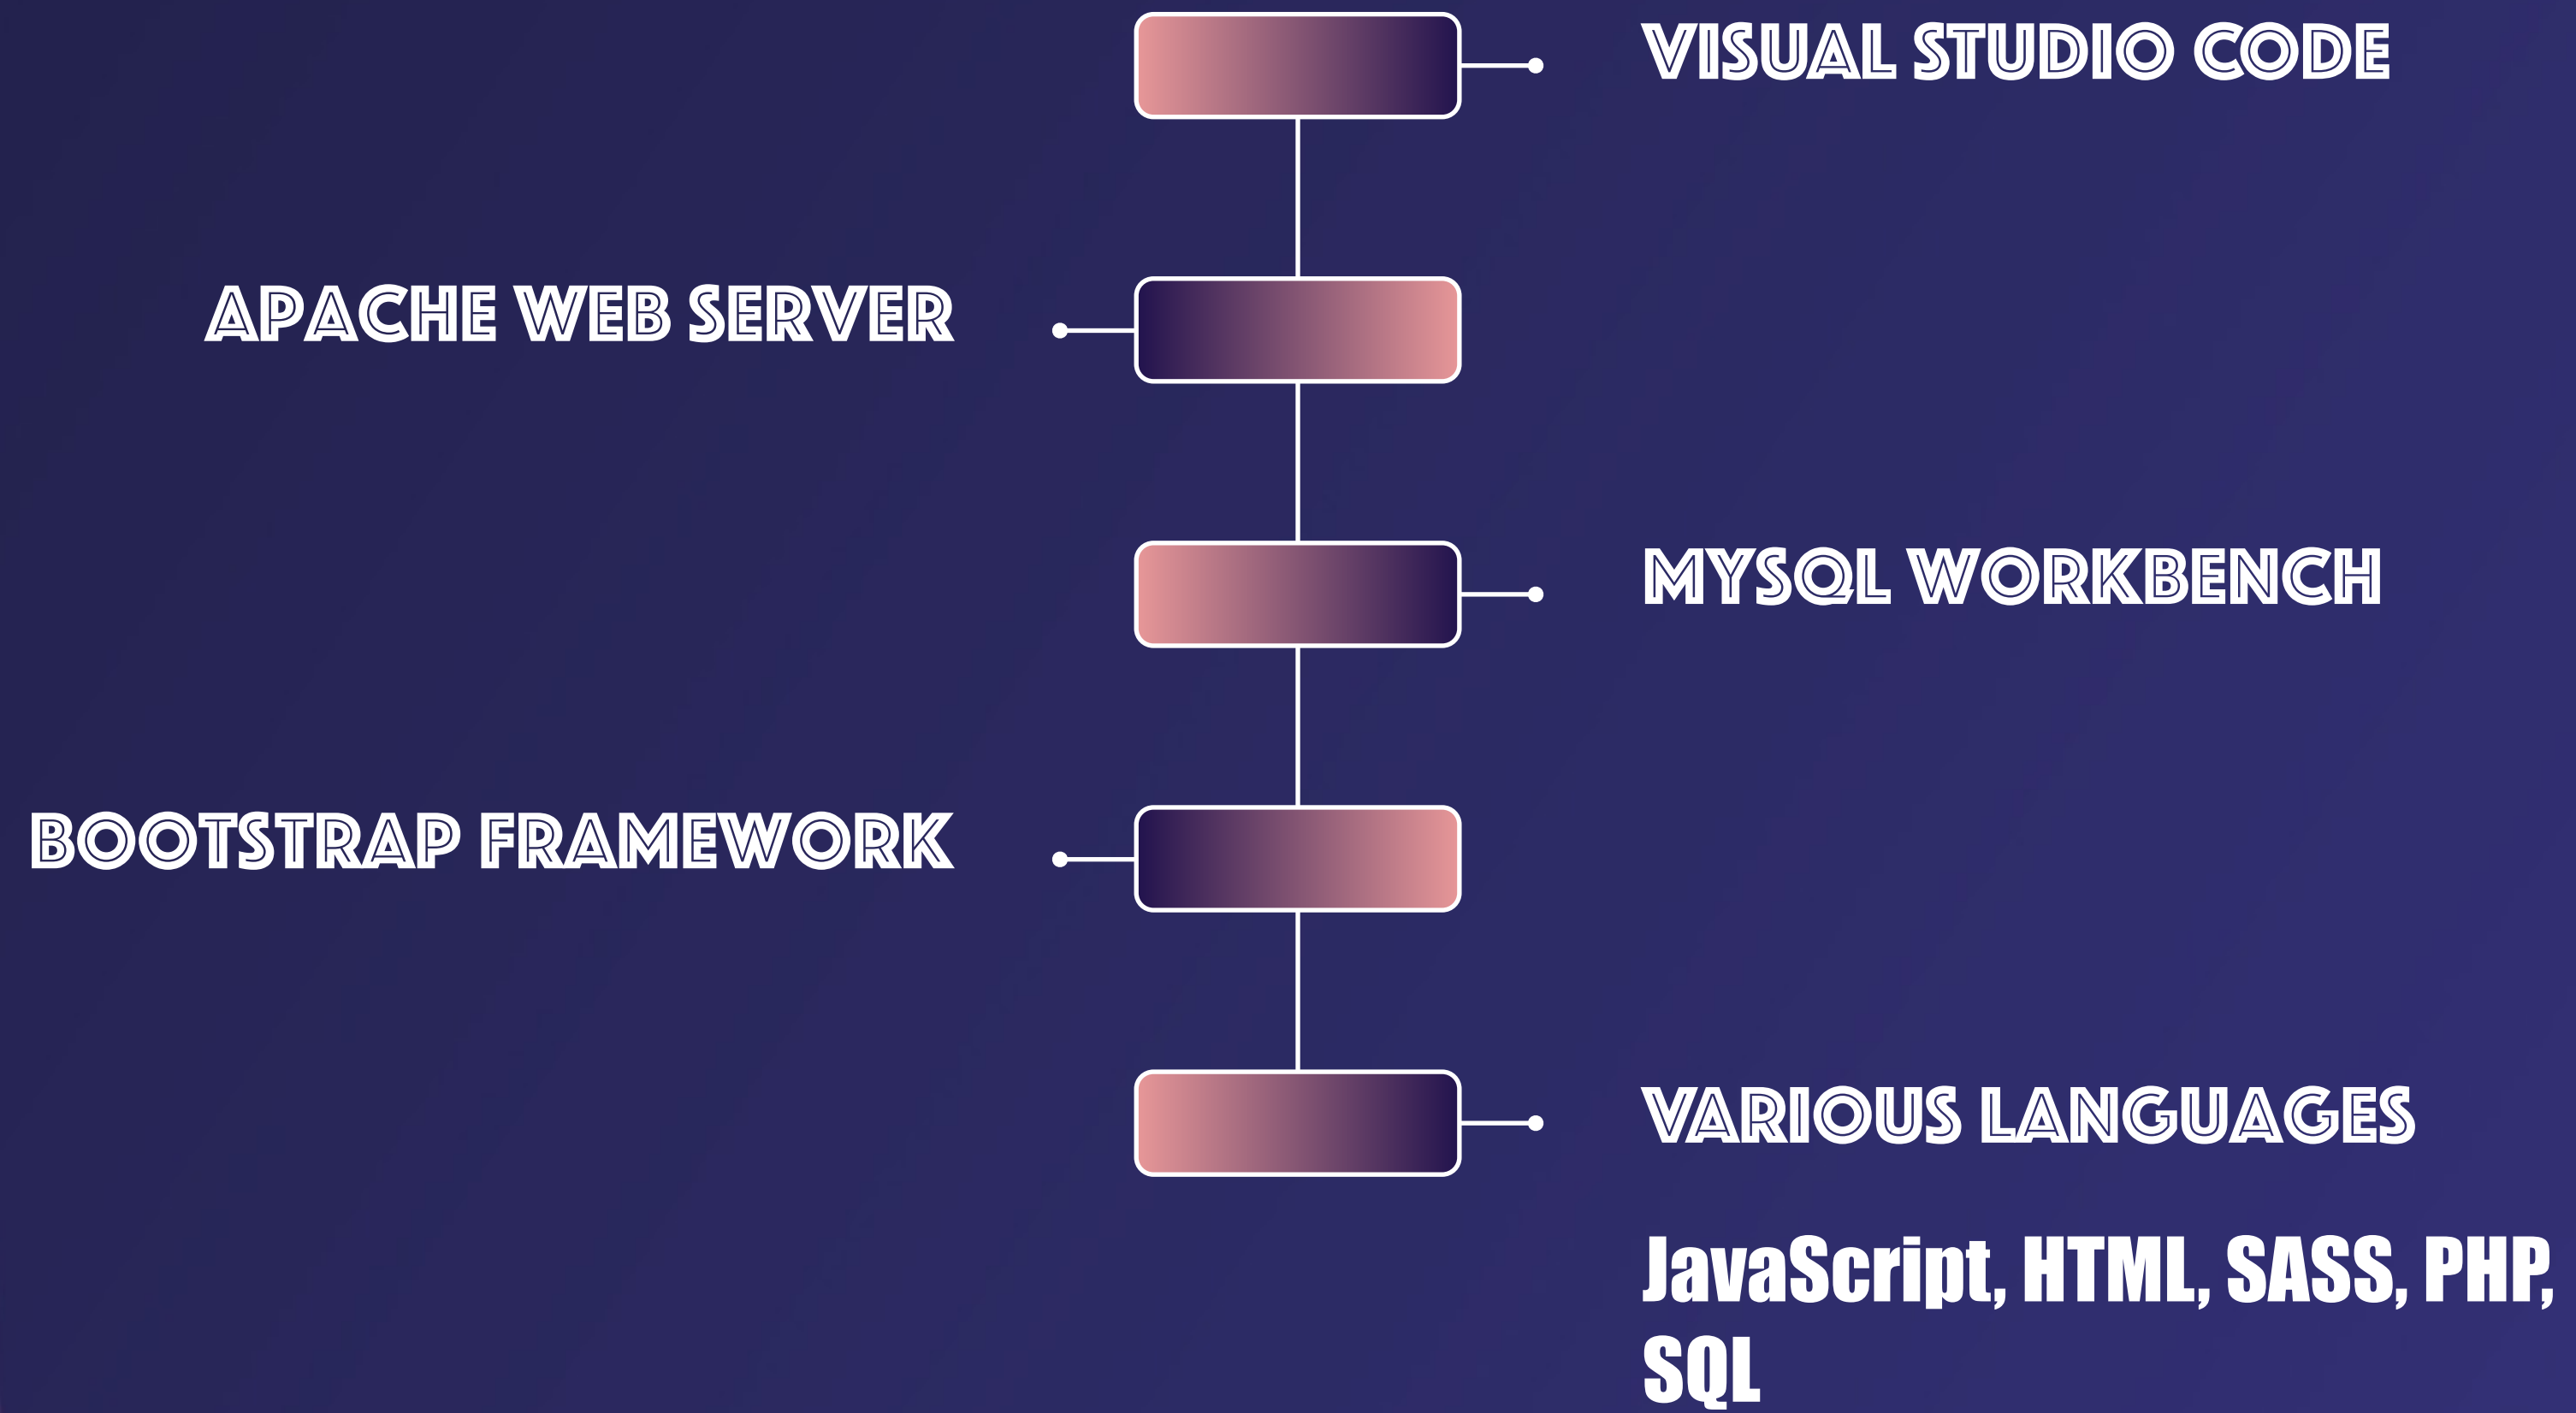 VISUAL STUDIO CODE
APACHE WEB SERVER
MYSQL WORKBENCH
BOOTSTRAP FRAMEWORK
VARIOUS LANGUAGES
JavaScript, HTML, SASS, PHP,
SQL